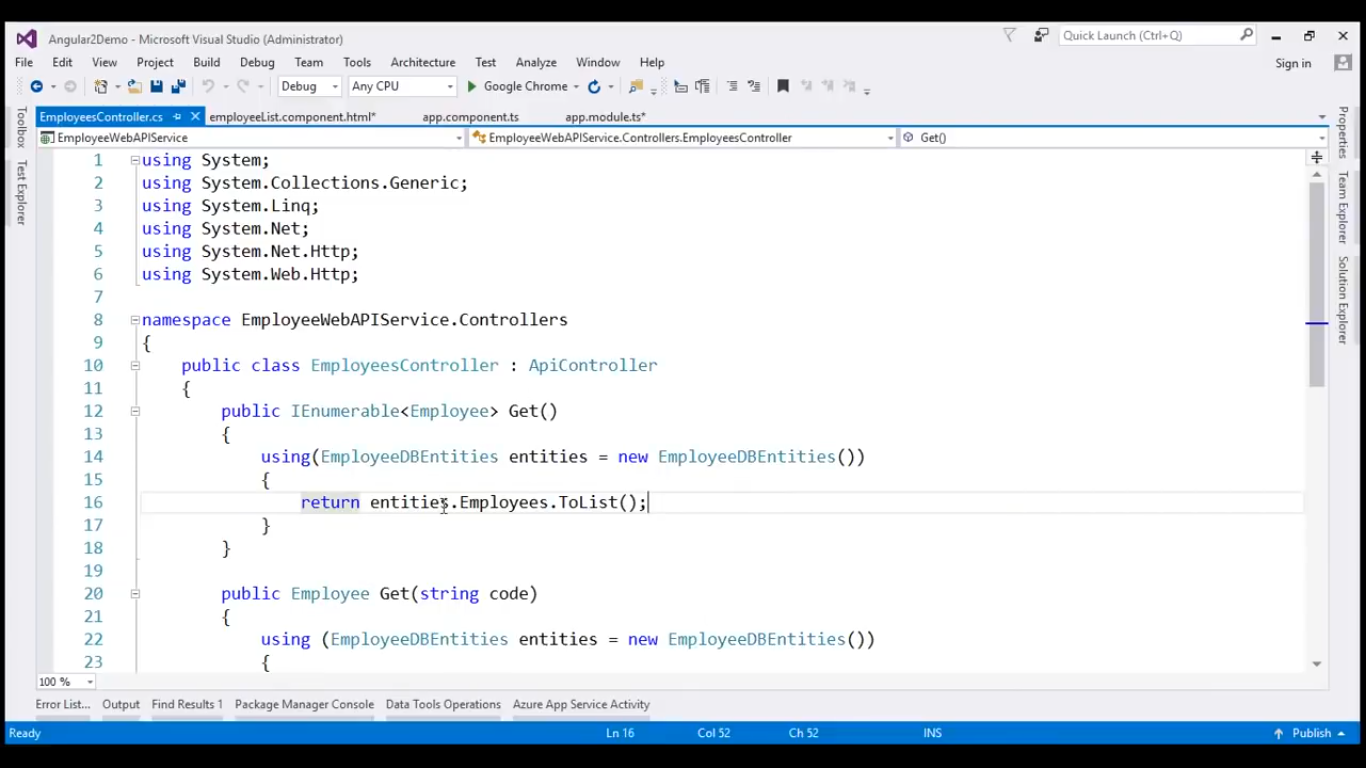 Angular2Demo - Microsoft Visual Studio (Administrator)
Quick Launch (Ctrl+Q)
File Edit View Project Build Debug Team Tools Architecture Test Analyze Window Help
Sign in
Debug Any CPU Google Chrome
EmployeesController.cs employeeList.component.html* app.component.ts app.module.ts*
EmployeeWebAPIService EmployeeWebAPIService.Controllers.EmployeesController Get()
Toolbox
Test Explorer
Properties
Team Explorer
Solution Explorer
1 using System;
2 using System.Collections.Generic;
3 using System.Linq;
4 using System.Net;
5 using System.Net.Http;
6 using System.Web.Http;
7
8 namespace EmployeeWebAPIService.Controllers
9 {
10 public class EmployeesController : ApiController
11 {
12 public IEnumerable<Employee> Get()
13 {
14 using(EmployeeDBEntities entities = new EmployeeDBEntities())
15 {
16 return entities.Employees.ToList();
17 }
18 }
19
20 public Employee Get(string code)
21 {
22 using (EmployeeDBEntities entities = new EmployeeDBEntities())
23 {
100 %
Error List... Output Find Results 1 Package Manager Console Data Tools Operations Azure App Service Activity
Ready Ln 16 Col 52 Ch 52 INS Publish